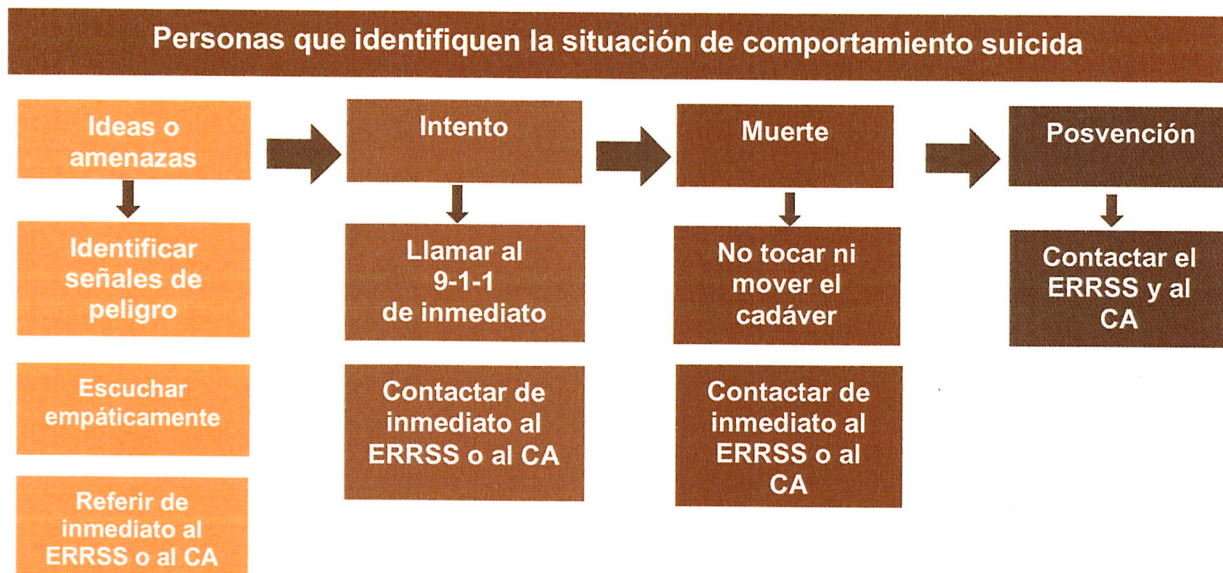 Personas que identifiquen la situación de comportamiento suicida
Ideas o
amenazas
Identificar
señales de
peligro
Escuchar
empáticamente
Referir de
inmediato al
ERRSS o al CA
Intento
Llamar al
9-1-1
de inmediato
Contactar de
inmediato al
ERRSS o al CA
Muerte
No tocar ni
mover el
cadáver
Contactar de
inmediato al
ERRSS o al
CA
Posvención
Contactar el
ERRSS y al
CA